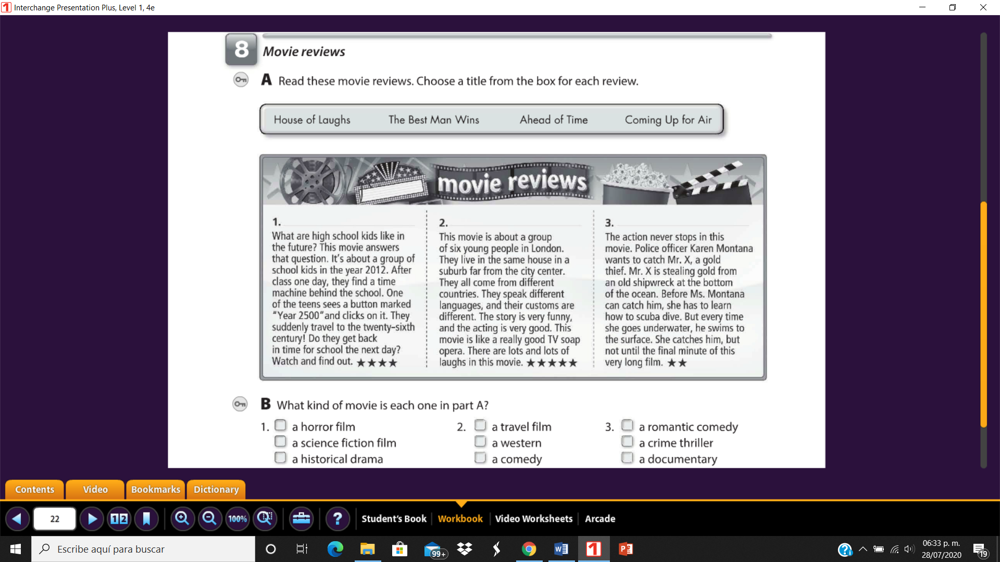 Interchange Presentation Plus, Level 1, 4e
8
Movie reviews
A Read these movie reviews. Choose a title from the box for each review.
House of Laughs The Best Man Wins Ahead of Time Coming Up for Air
movie reviews
1.
What are high school kids like in
the future? This movie answers
that question. It's about a group of
school kids in the year 2012. After
class one day, they find a time
machine behind the school. One
of the teens sees a button marked
"Year 2500" and clicks on it. They
suddenly travel to the twenty-sixth
century! Do they get back
in time for school the next day?
Watch and find out. ★★★★
2.
This movie is about a group
of six young people in London.
They live in the same house in a
suburb far from the city center.
They all come from different
countries. They speak different
languages, and their customs are
different. The story is very funny,
and the acting is very good. This
movie is like a really good TV soap
opera. There are lots and lots of
laughs in this movie. ★★★★★
3.
The action never stops in this
movie. Police officer Karen Montana
wants to catch Mr. X, a gold
thief. Mr. X is stealing gold from
an old shipwreck at the bottom
of the ocean. Before Ms. Montana
can catch him, she has to learn
how to scuba dive. But every time
she goes underwater, he swims to
the surface. She catches him, but
not until the final minute of this
very long film. ★★
B What kind of movie is each one in part A?
1. a horror film
a science fiction film
a historical drama
2. a travel film
a western
a comedy
3. a romantic comedy
a crime thriller
a documentary
Contents Video Bookmarks Dictionary
22 12 100% ? Student's Book Workbook Video Worksheets Arcade
Escribe aquí para buscar
99+
06:33 p. m.
28/07/2020
19